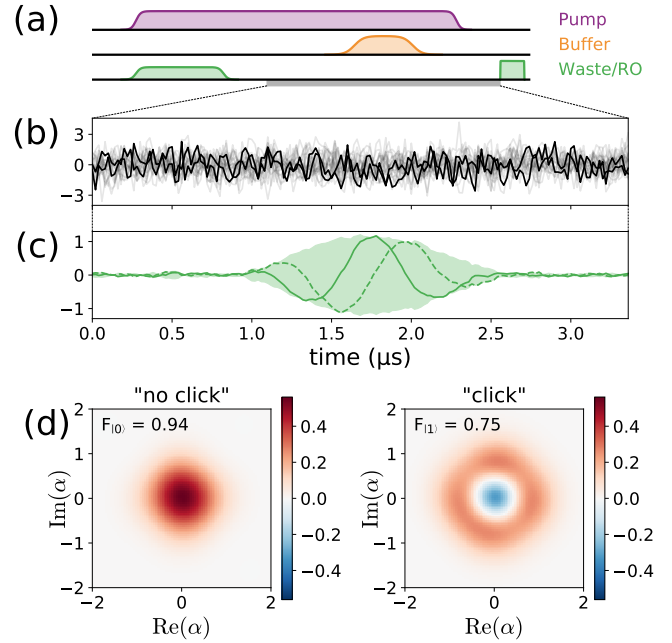 (a)
Pump
Buffer
Waste/RO
(b)
3
0
−3
(c)
1
0
−1
0.0 0.5 1.0 1.5 2.0 2.5 3.0
time (μs)
(d)
"no click"
F|0⟩ = 0.94
2
1
0
−1
−2
Im(α)
−2 0 2
Re(α)
0.4
0.2
0.0
−0.2
−0.4
"click"
F|1⟩ = 0.75
2
1
0
−1
−2
Im(α)
−2 0 2
Re(α)
0.4
0.2
0.0
−0.2
−0.4